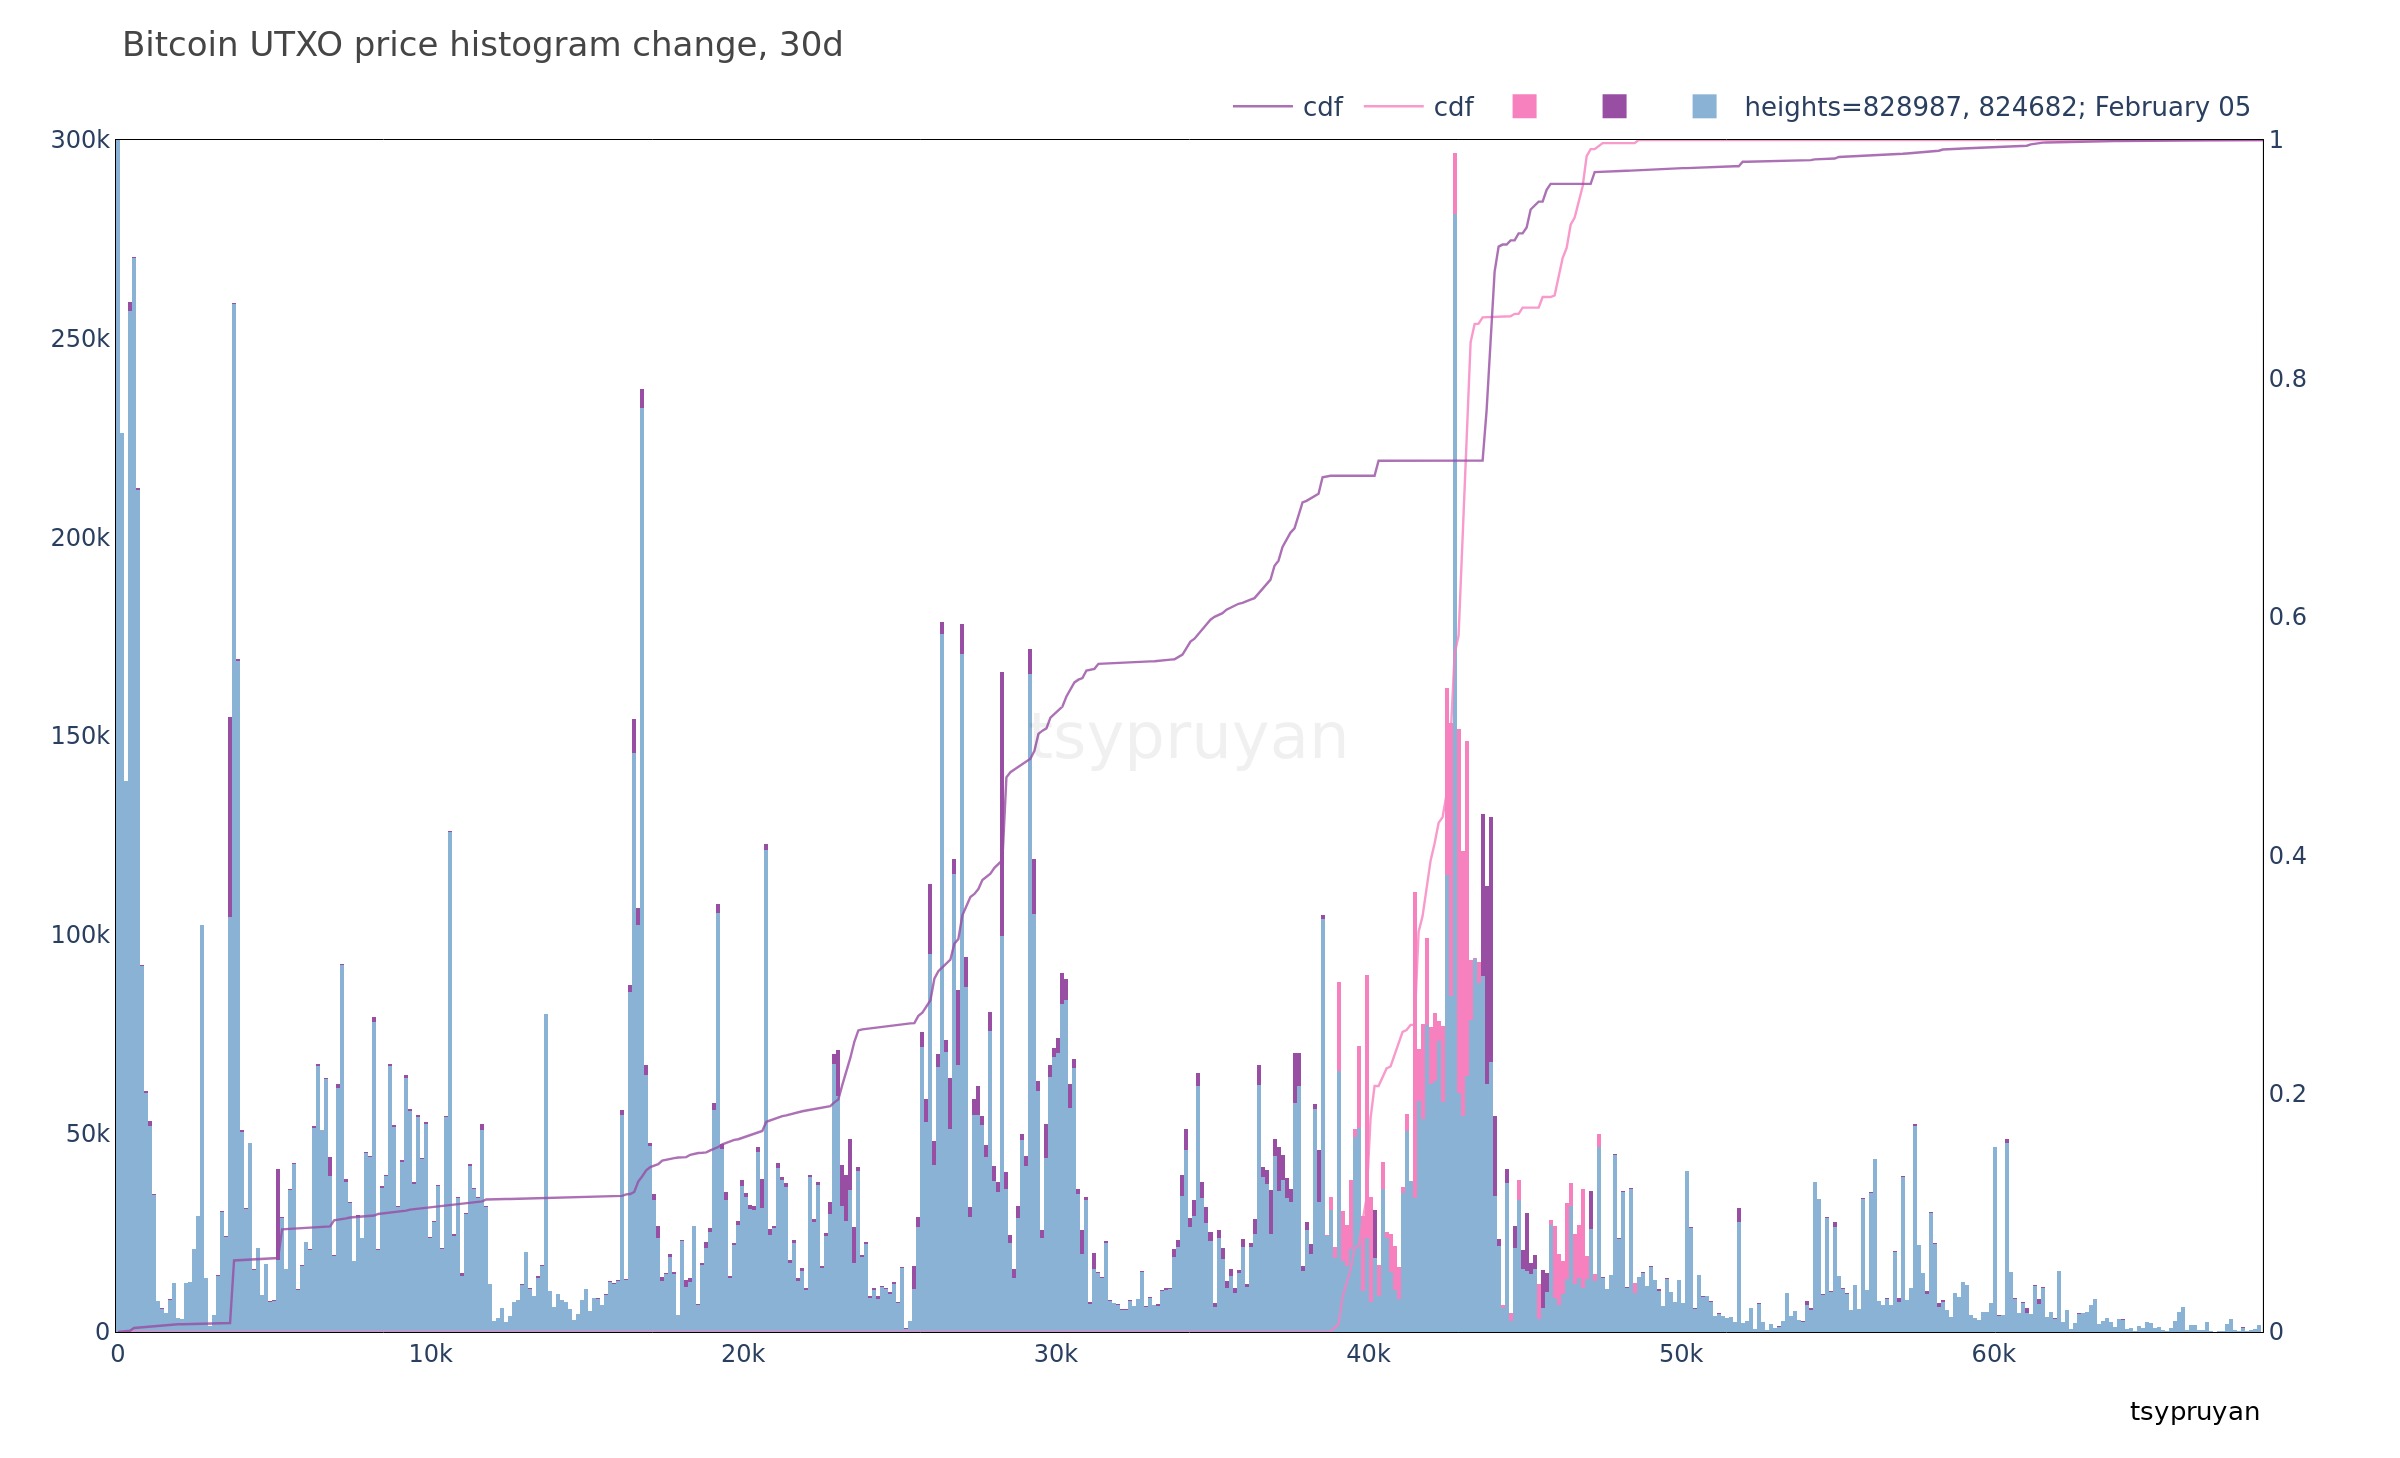 Bitcoin UTXO price histogram change, 30d
cdf cdf heights=828987, 824682; February 05
300k
250k
200k
150k
100k
50k
0
1
0.8
0.6
0.4
0.2
0
tsypruyan
0 10k 20k 30k 40k 50k 60k
tsypruyan